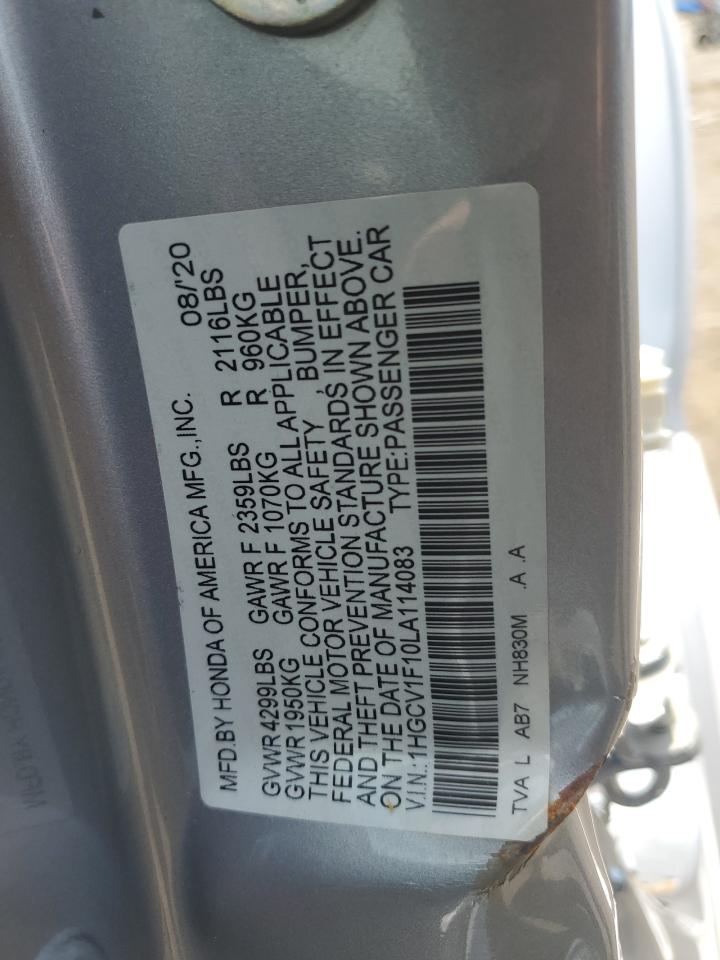 MFD.BY HONDA OF AMERICA MFG.,INC. 08/'20
GVWR 4299LBS GAWR F 2359LBS R 2116LBS
GVWR 1950KG GAWR F 1070KG R 960KG
THIS VEHICLE CONFORMS TO ALL APPLICABLE
FEDERAL MOTOR VEHICLE SAFETY, BUMPER,
AND THEFT PREVENTION STANDARDS IN EFFECT
ON THE DATE OF MANUFACTURE SHOWN ABOVE.
V.I.N.:1HGCV1F10LA114083 TYPE:PASSENGER CAR
TVA L AB7 NH830M .A .A